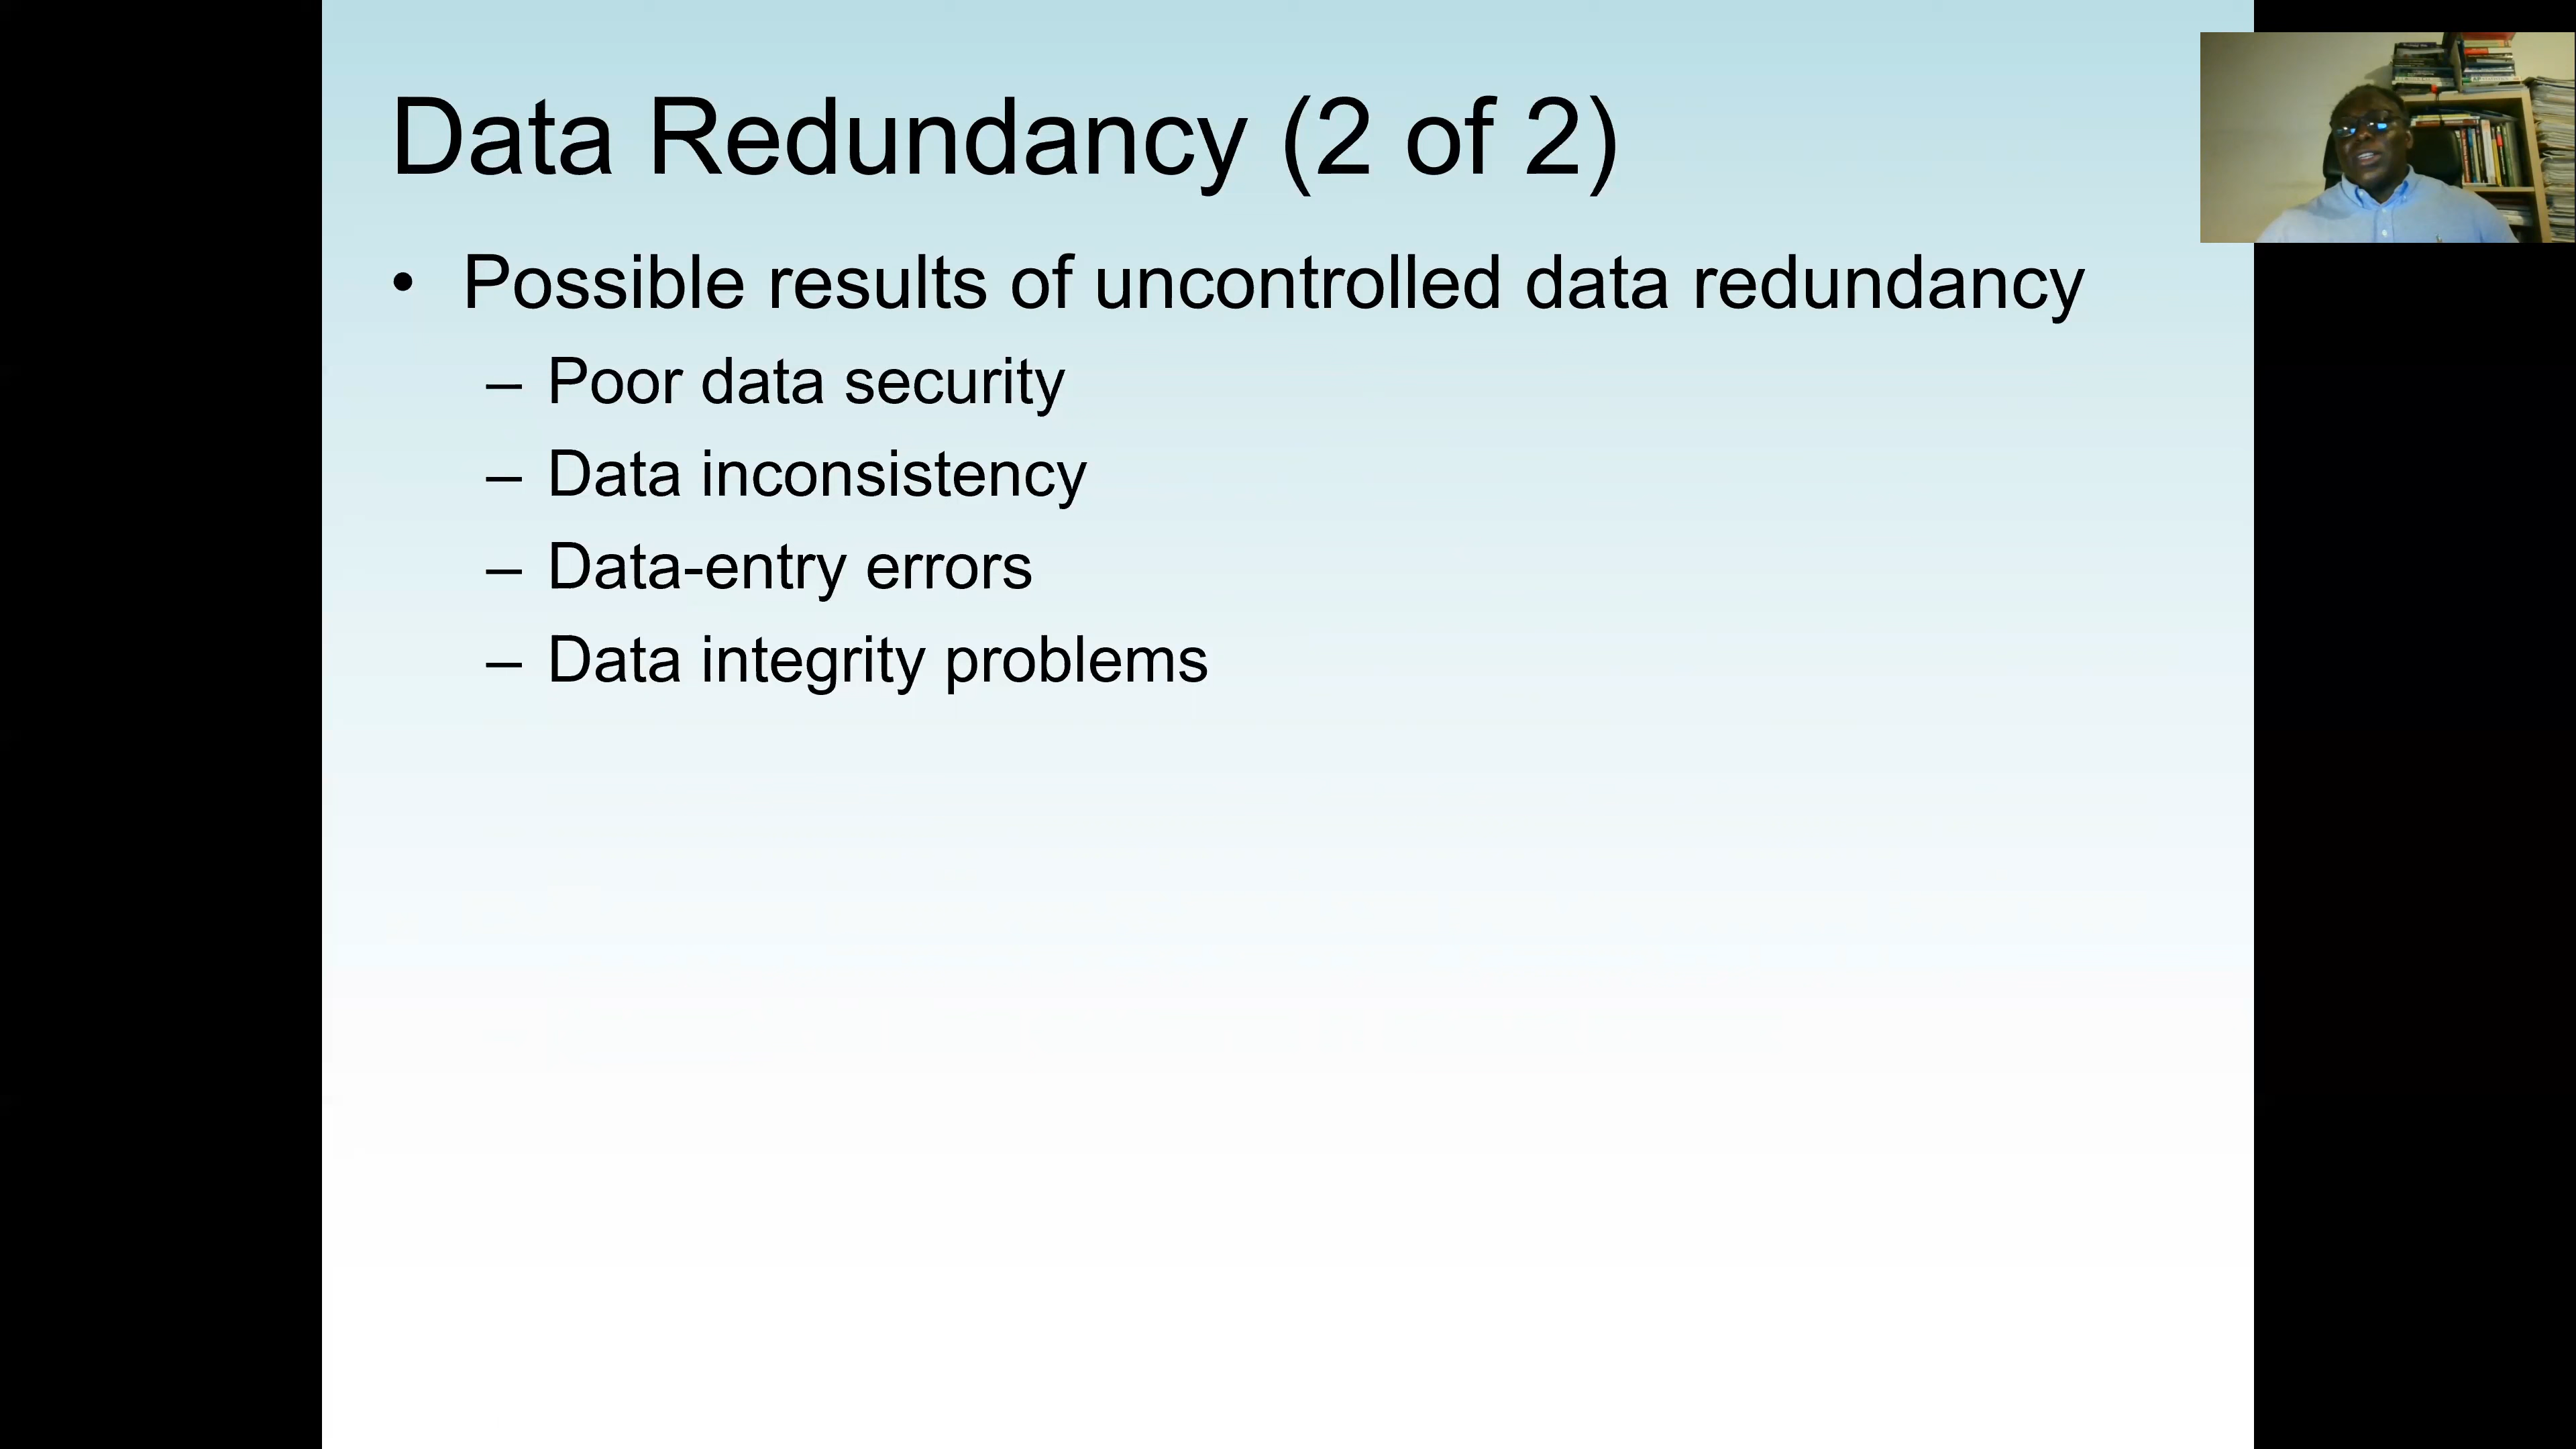 Data Redundancy (2 of 2)
• Possible results of uncontrolled data redundancy
– Poor data security
– Data inconsistency
– Data-entry errors
– Data integrity problems